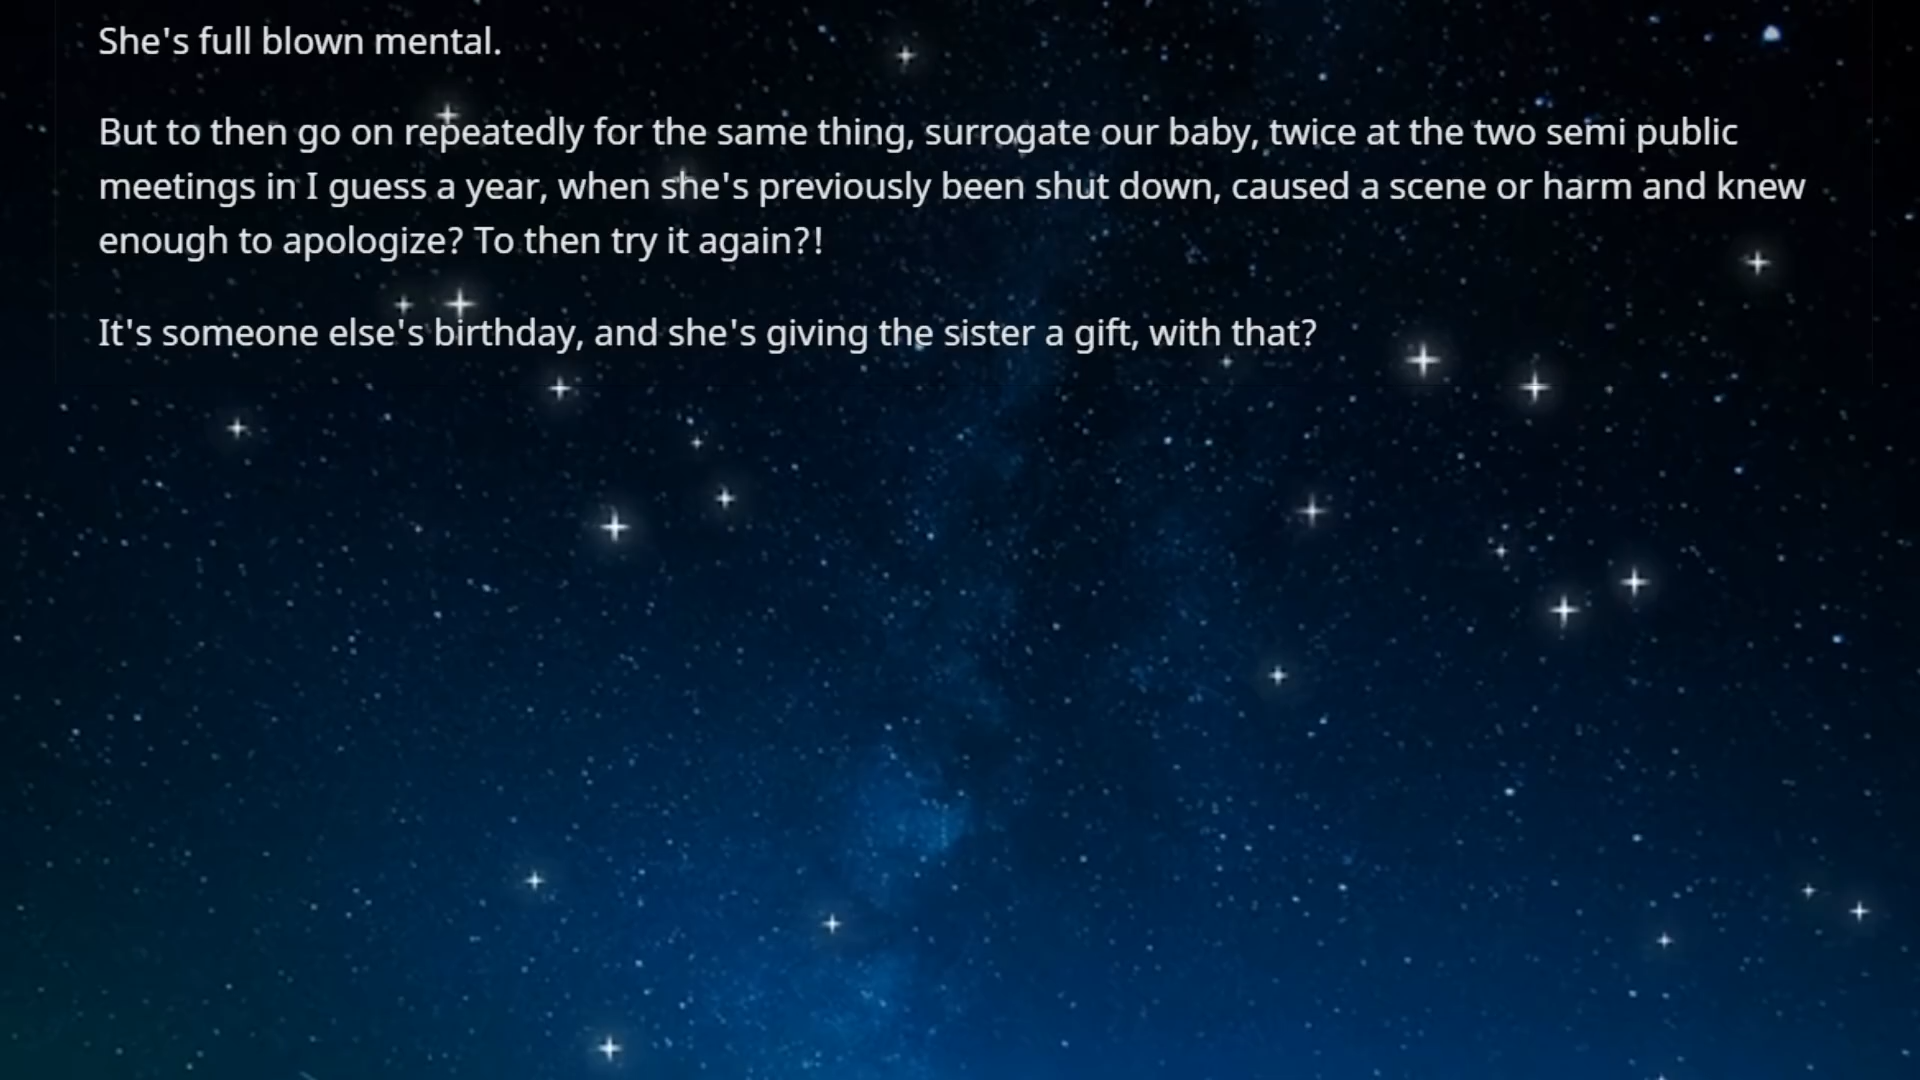 She's full blown mental.
But to then go on repeatedly for the same thing, surrogate our baby, twice at the two semi public
meetings in I guess a year, when she's previously been shut down, caused a scene or harm and knew
enough to apologize? To then try it again?!
It's someone else's birthday, and she's giving the sister a gift, with that?